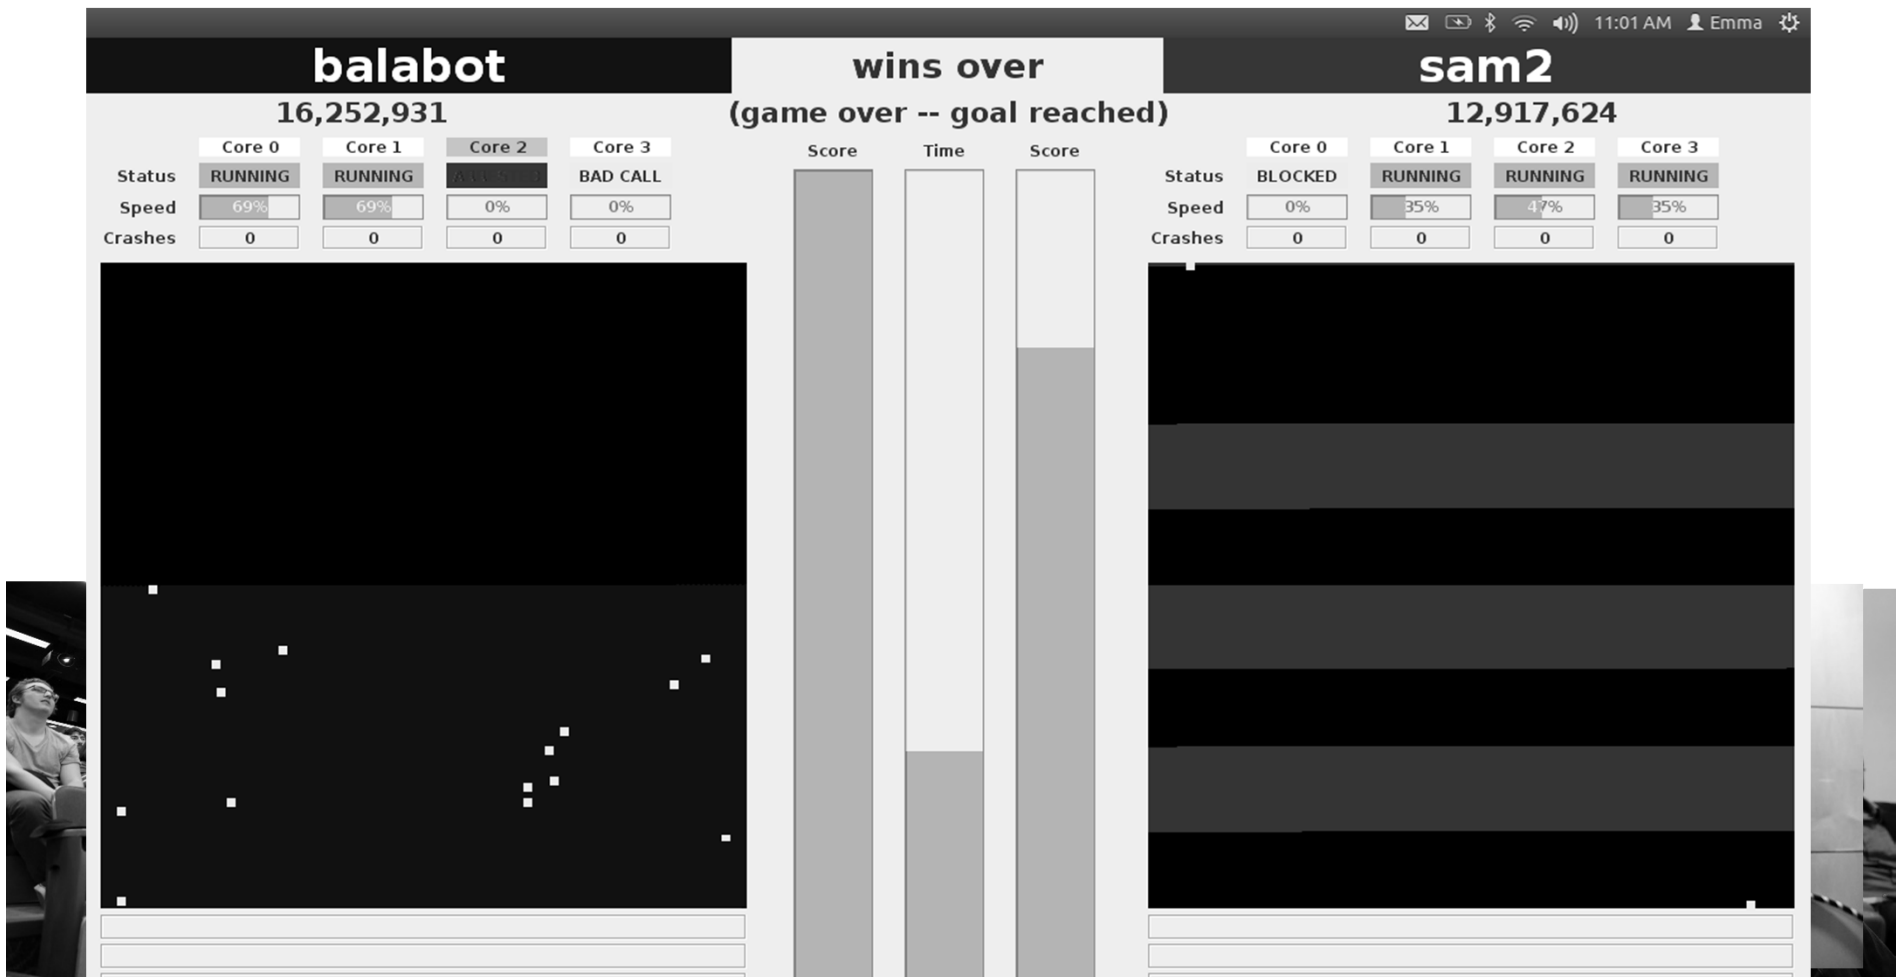 11:01 AM Emma
balabot wins over sam2
16,252,931 (game over -- goal reached) 12,917,624
Core 0 Core 1 Core 2 Core 3
Status RUNNING RUNNING BAD CALL
Speed 69% 69% 0% 0%
Crashes 0 0 0 0
Score Time Score
Core 0 Core 1 Core 2 Core 3
Status BLOCKED RUNNING RUNNING RUNNING
Speed 0% 35% 47% 35%
Crashes 0 0 0 0